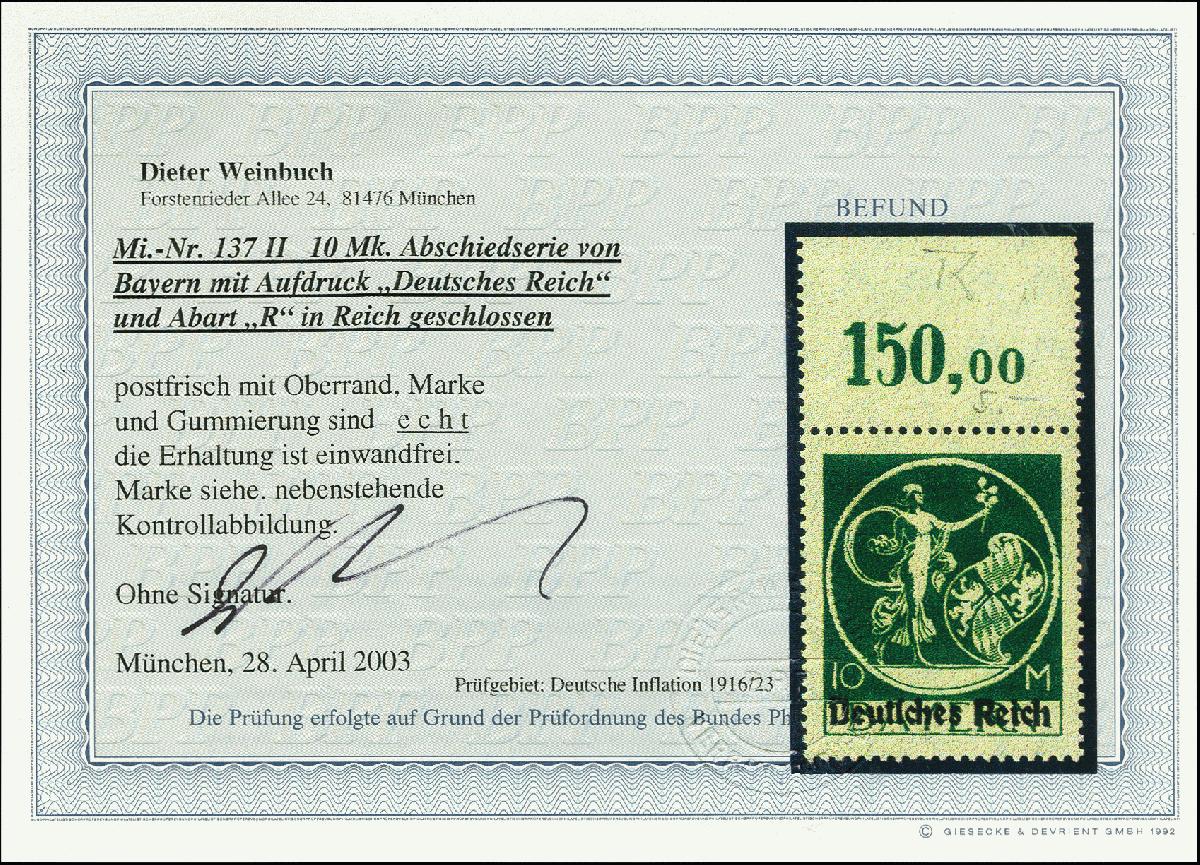 Dieter Weinbuch
Forstenrieder Allee 24, 81476 München
BEFUND
Mi.-Nr. 137 II 10 Mk. Abschiedserie von
Bayern mit Aufdruck „Deutsches Reich“
und Abart „R“ in Reich geschlossen
postfrisch mit Oberrand, Marke
und Gummierung sind e c h t
die Erhaltung ist einwandfrei.
Marke siehe. nebenstehende
Kontrollabbildung.
Ohne Signatur.
München, 28. April 2003
Prüfgebiet: Deutsche Inflation 1916/23
Die Prüfung erfolgte auf Grund der Prüfordnung des Bundes Ph
150,00
10 M
BAYERN
Deutsches Reich
© GIESECKE & DEVRIENT GMBH 1992
BPP